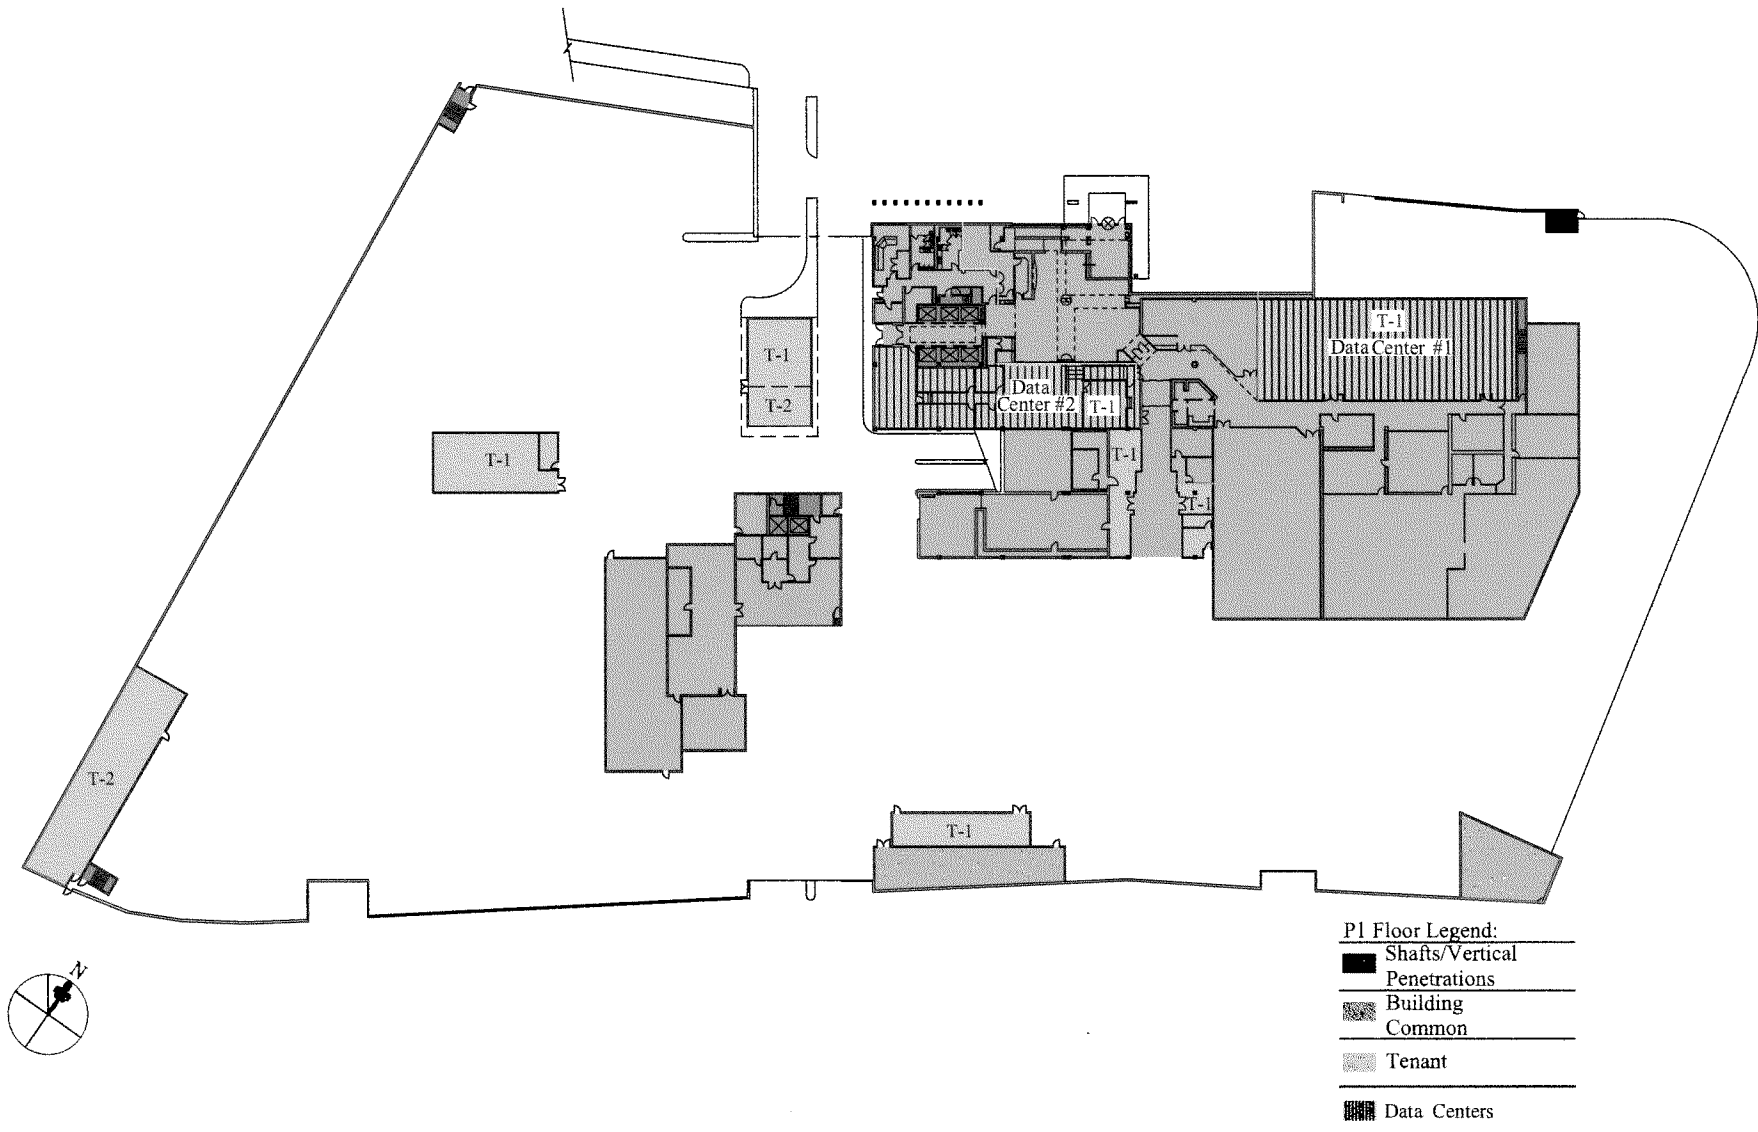 T-1
Data Center #1
T-1
T-2
Data
Center #2
T-1
T-1
T-1
T-1
T-2
T-1
N
P1 Floor Legend:
Shafts/Vertical
Penetrations
Building
Common
Tenant
Data Centers